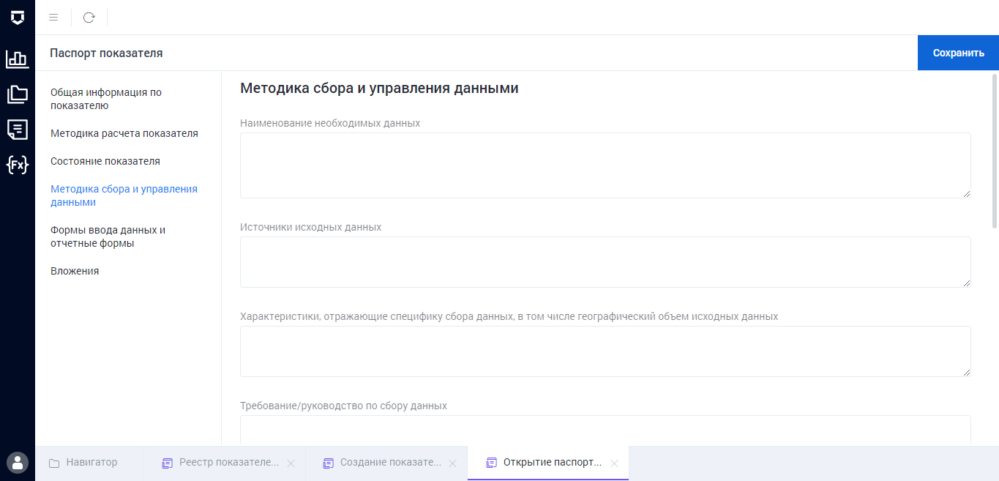 Паспорт показателя
Сохранить
Общая информация по
показателю
Методика расчета показателя
Состояние показателя
Методика сбора и управления
данными
Формы ввода данных и
отчетные формы
Вложения
Методика сбора и управления данными
Наименование необходимых данных
Источники исходных данных
Характеристики, отражающие специфику сбора данных, в том числе географический объем исходных данных
Требование/руководство по сбору данных
{Fx}
Навигатор
Реестр показателе...
Создание показате...
Открытие паспорт...